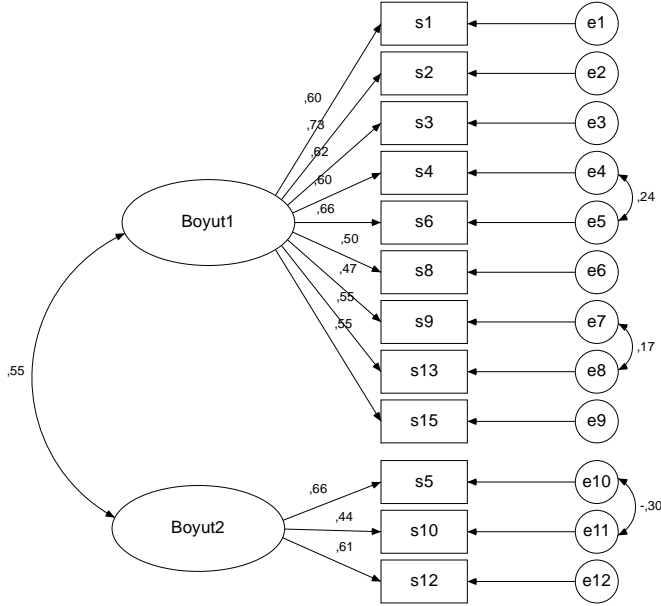 s1
e1
s2
e2
,60
,73
s3
e3
,62
s4
e4
,60
,24
,66
Boyut1
s6
e5
,50
s8
e6
,47
,55
s9
e7
,55
,17
s13
e8
,55
s15
e9
,66
s5
e10
-,30
,44
Boyut2
s10
e11
,61
s12
e12